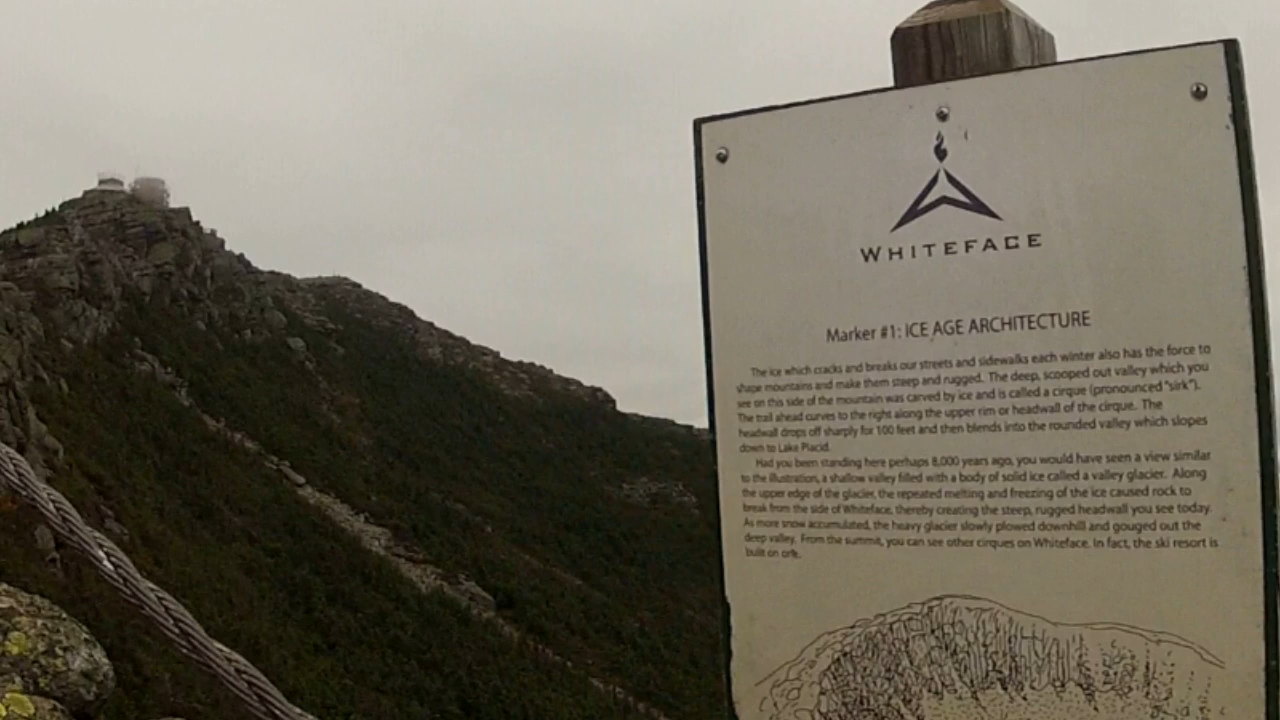 WHITEFACE
Marker #1: ICE AGE ARCHITECTURE
The ice which cracks and breaks our streets and sidewalks each winter also has the force to
shape mountains and make them steep and rugged. The deep, scooped out valley which you
see on this side of the mountain was carved by ice and is called a cirque (pronounced "sirk").
The trail ahead curves to the right along the upper rim or headwall of the cirque. The
headwall drops off sharply for 100 feet and then blends into the rounded valley which slopes
down to Lake Placid.
Had you been standing here perhaps 8,000 years ago, you would have seen a view similar
to the illustration, a shallow valley filled with a body of solid ice called a valley glacier. Along
the upper edge of the glacier, the repeated melting and freezing of the ice caused rock to
break from the side of Whiteface, thereby creating the steep, rugged headwall you see today.
As more snow accumulated, the heavy glacier slowly plowed downhill and gouged out the
deep valley. From the summit, you can see other cirques on Whiteface. In fact, the ski resort is
built on one.